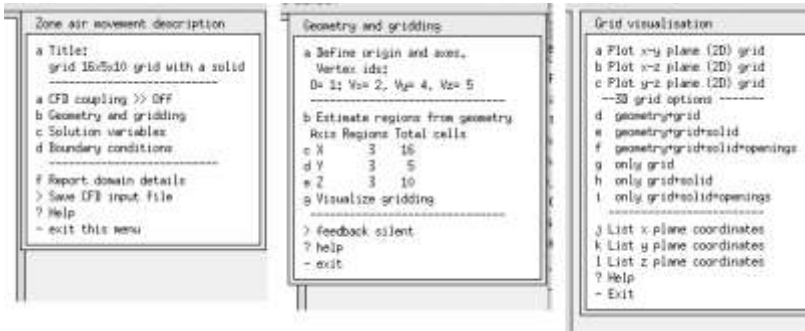 Zone air movement description
a Title:
grid 16x5x10 grid with a solid
----------------------------
a CFD coupling >> OFF
b Geometry and gridding
c Solution variables
d Boundary conditions
----------------------------
f Report domain details
> Save CFD input file
? Help
- exit this menu
Geometry and gridding
a Define origin and axes.
Vertex ids:
O= 1; Vx= 2, Vy= 4, Vz= 5
--------------------------------
b Estimate regions from geometry
Axis Regions Total cells
c X 3 16
d Y 3 5
e Z 3 10
g Visualize gridding
--------------------------------
> feedback silent
? help
- exit
Grid visualisation
a Plot x-y plane (2D) grid
b Plot x-z plane (2D) grid
c Plot y-z plane (2D) grid
--3D grid options -------
d geometry+grid
e geometry+grid+solid
f geometry+grid+solid+openings
g only grid
h only grid+solid
i only grid+solid+openings
-------------------------
j List x plane coordinates
k List y plane coordinates
l List z plane coordinates
? Help
- Exit